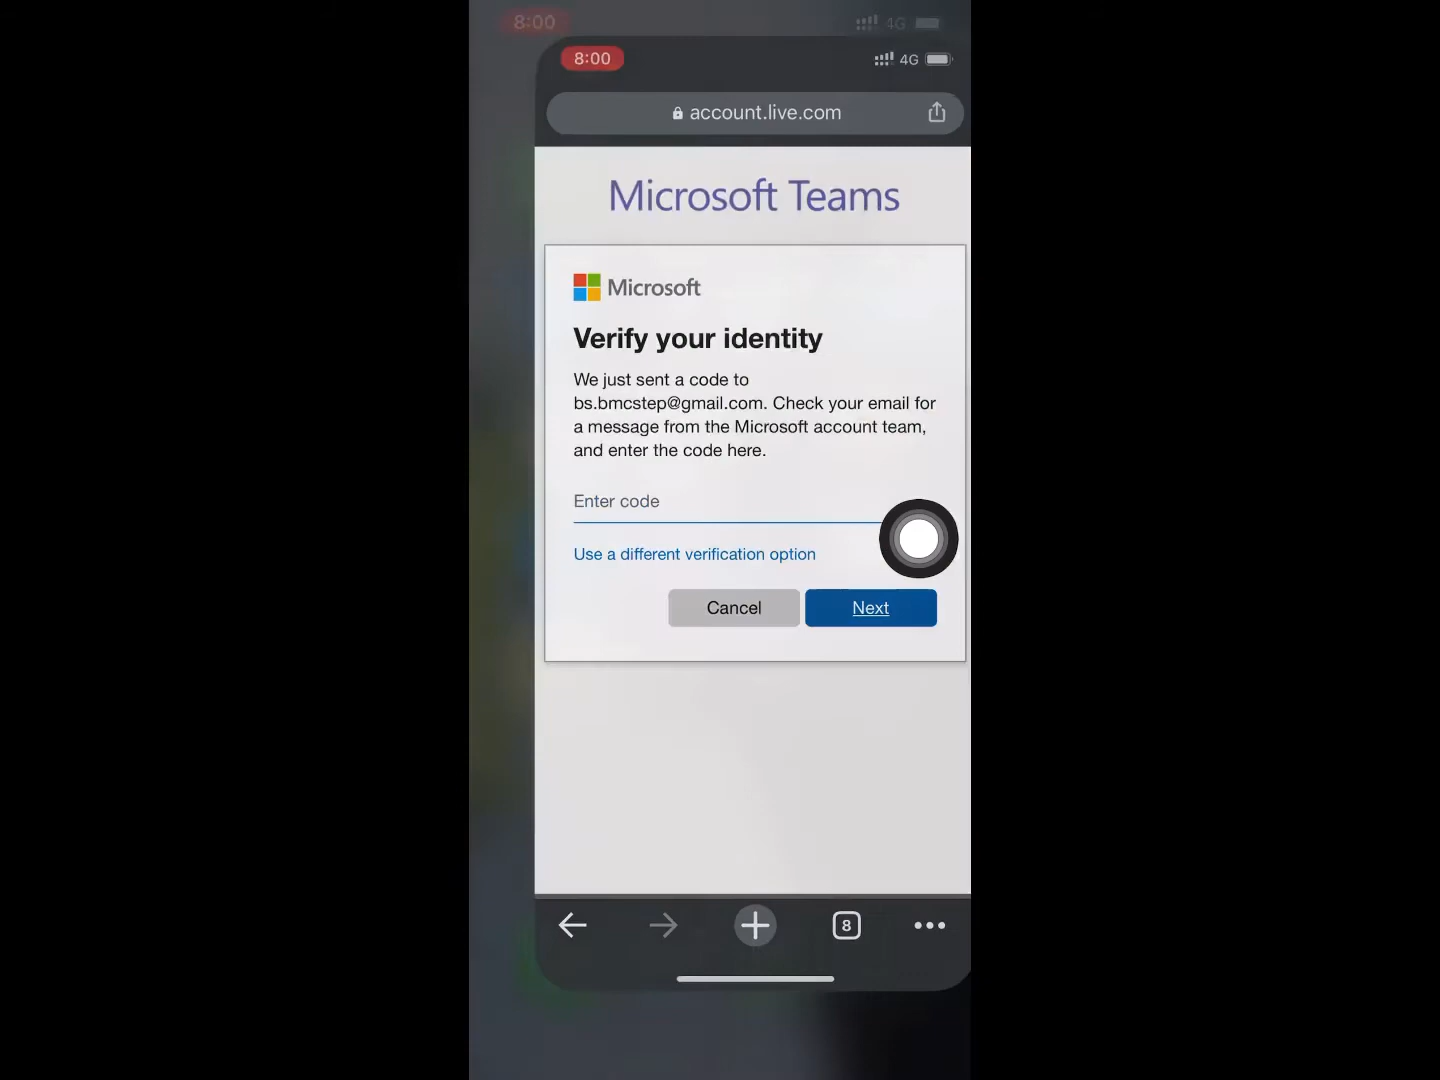 8:00
4G
8:00
4G
account.live.com
Microsoft Teams
Microsoft
Verify your identity
We just sent a code to
bs.bmcstep@gmail.com. Check your email for
a message from the Microsoft account team,
and enter the code here.
Enter code
Use a different verification option
Cancel
Next
8